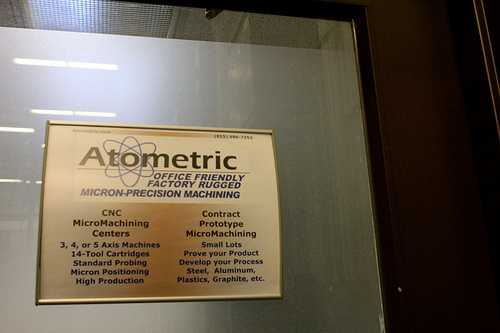 Atometric
OFFICE FRIENDLY
FACTORY RUGGED
MICRON-PRECISION MACHINING
CNC
MicroMachining
Centers
3, 4, or 5 Axis Machines
14-Tool Cartridges
Standard Probing
Micron Positioning
High Production
Contract
Prototype
MicroMachining
Small Lots
Prove your Product
Develop your Process
Steel, Aluminum,
Plastics, Graphite, etc.